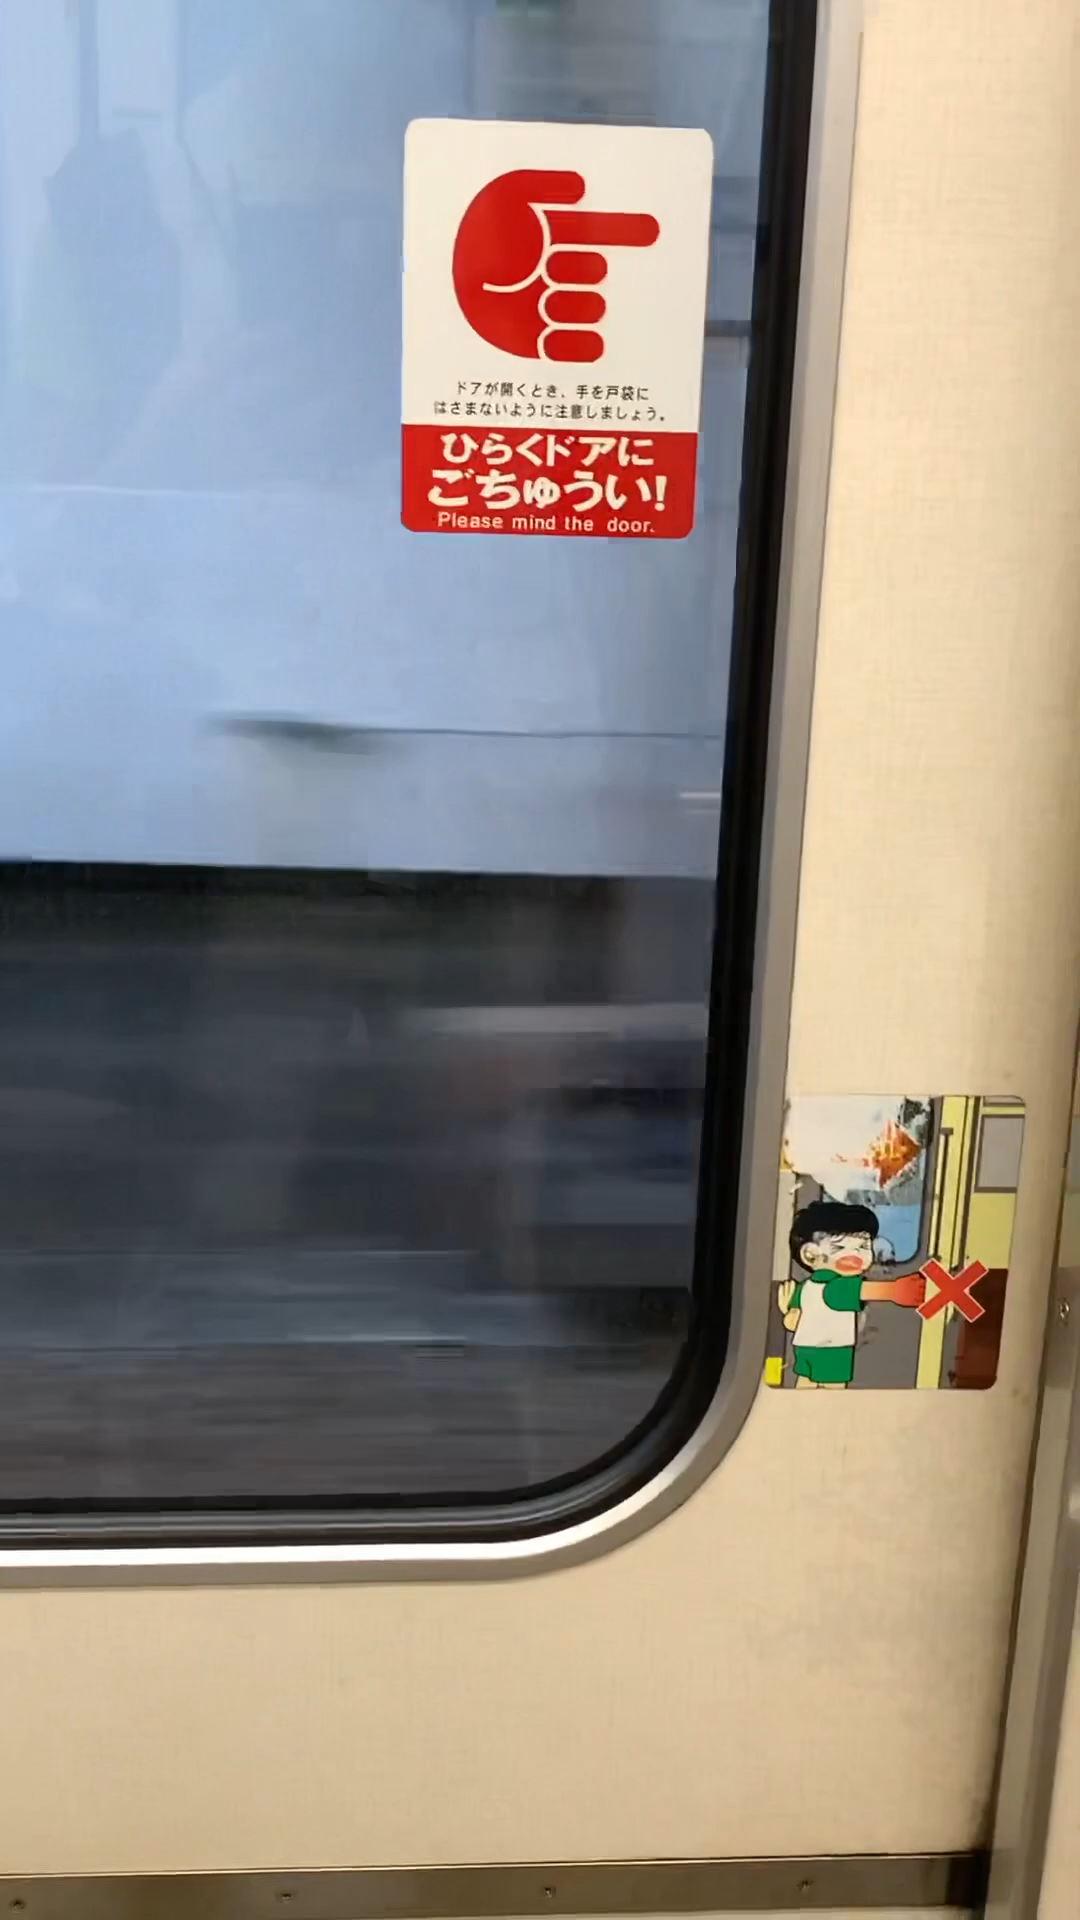 ドアが開くとき、手を戸袋に
はさまないように注意しましょう。
ひらくドアに
ごちゅうい!
Please mind the door.